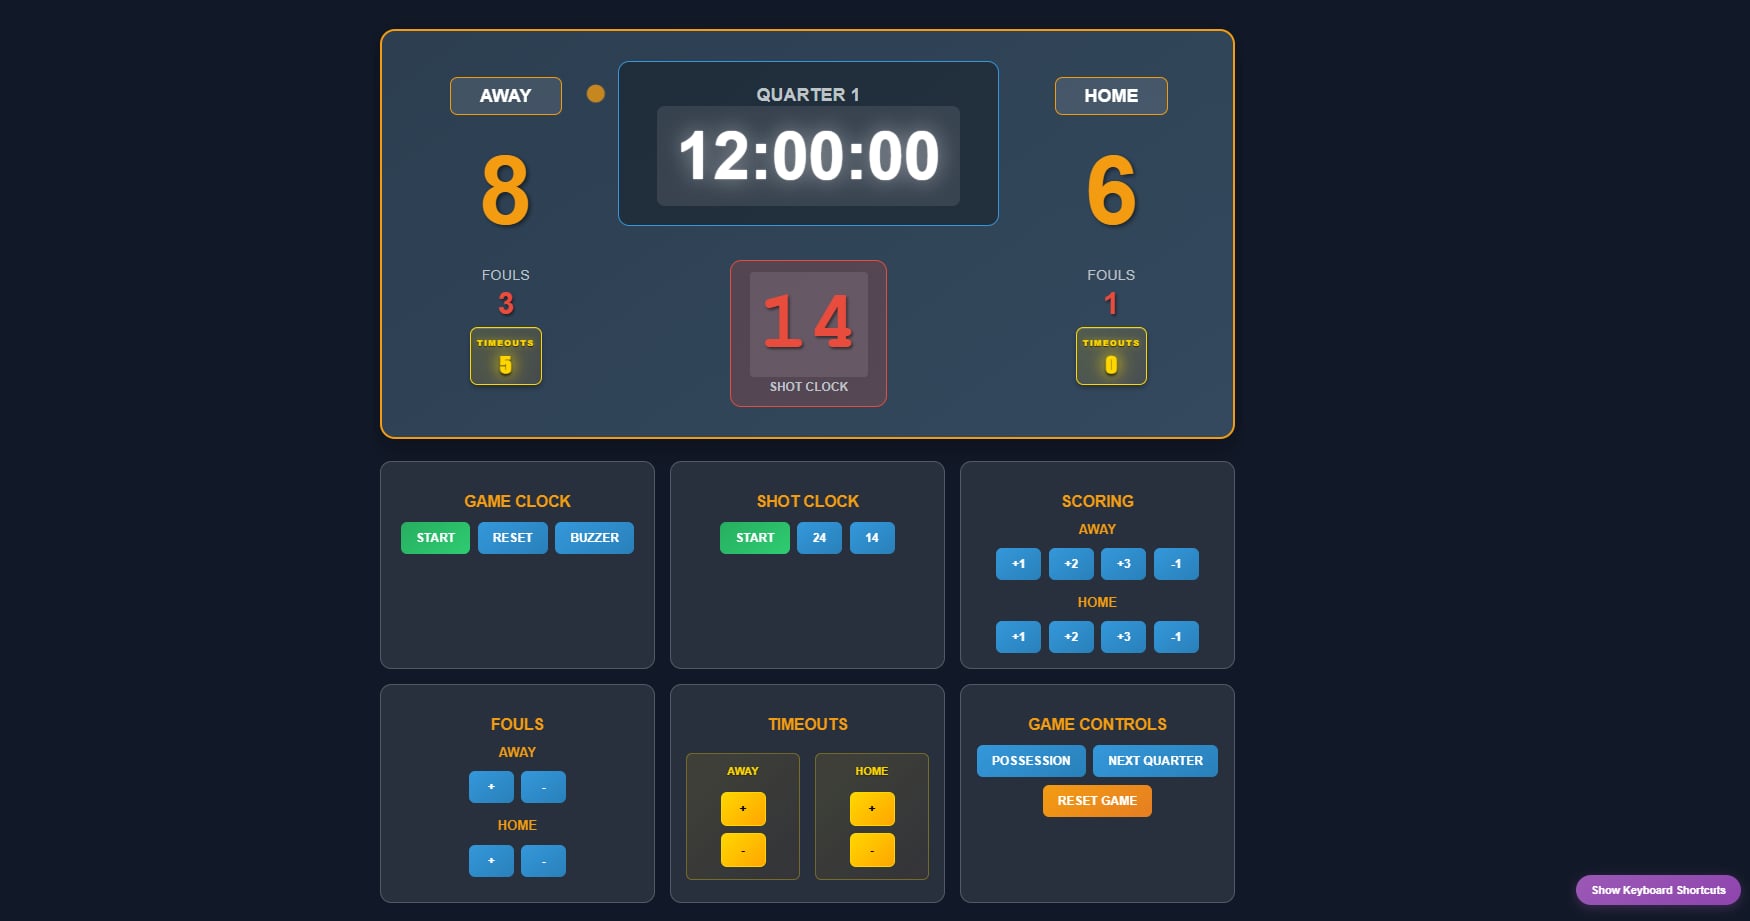 AWAY
QUARTER 1
HOME
8
12:00:00
6
FOULS
3
TIMEOUTS
5
14
SHOT CLOCK
FOULS
1
TIMEOUTS
0
GAME CLOCK
START RESET BUZZER
SHOT CLOCK
START 24 14
SCORING
AWAY
+1 +2 +3 -1
HOME
+1 +2 +3 -1
FOULS
AWAY
+ -
HOME
+ -
TIMEOUTS
AWAY
+
-
HOME
+
-
GAME CONTROLS
POSSESSION NEXT QUARTER
RESET GAME
Show Keyboard Shortcuts